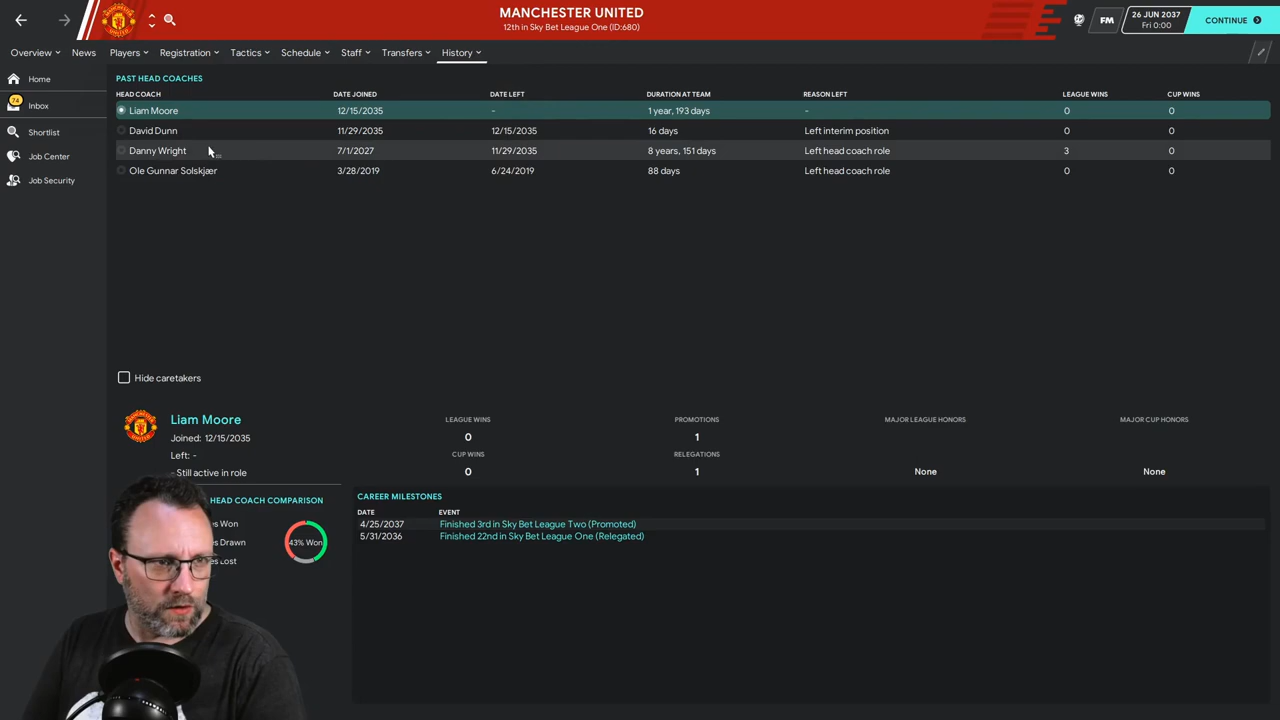 MANCHESTER UNITED
12th in Sky Bet League One (ID:680)
FM
26 JUN 2037
Fri 0:00
CONTINUE
Overview
News
Players
Registration
Tactics
Schedule
Staff
Transfers
History
Home
74
Inbox
Shortlist
Job Center
Job Security
PAST HEAD COACHES
HEAD COACH DATE JOINED DATE LEFT DURATION AT TEAM REASON LEFT LEAGUE WINS CUP WINS
Liam Moore 12/15/2035 - 1 year, 193 days - 0 0
David Dunn 11/29/2035 12/15/2035 16 days Left interim position 0 0
Danny Wright 7/1/2027 11/29/2035 8 years, 151 days Left head coach role 3 0
Ole Gunnar Solskjær 3/28/2019 6/24/2019 88 days Left head coach role 0 0
Hide caretakers
Liam Moore
Joined: 12/15/2035
Left: -
- Still active in role
LEAGUE WINS PROMOTIONS MAJOR LEAGUE HONORS MAJOR CUP HONORS
0 1
CUP WINS RELEGATIONS
0 1 None None
HEAD COACH COMPARISON
es Won
es Drawn
es Lost
43% Won
CAREER MILESTONES
DATE EVENT
4/25/2037 Finished 3rd in Sky Bet League Two (Promoted)
5/31/2036 Finished 22nd in Sky Bet League One (Relegated)